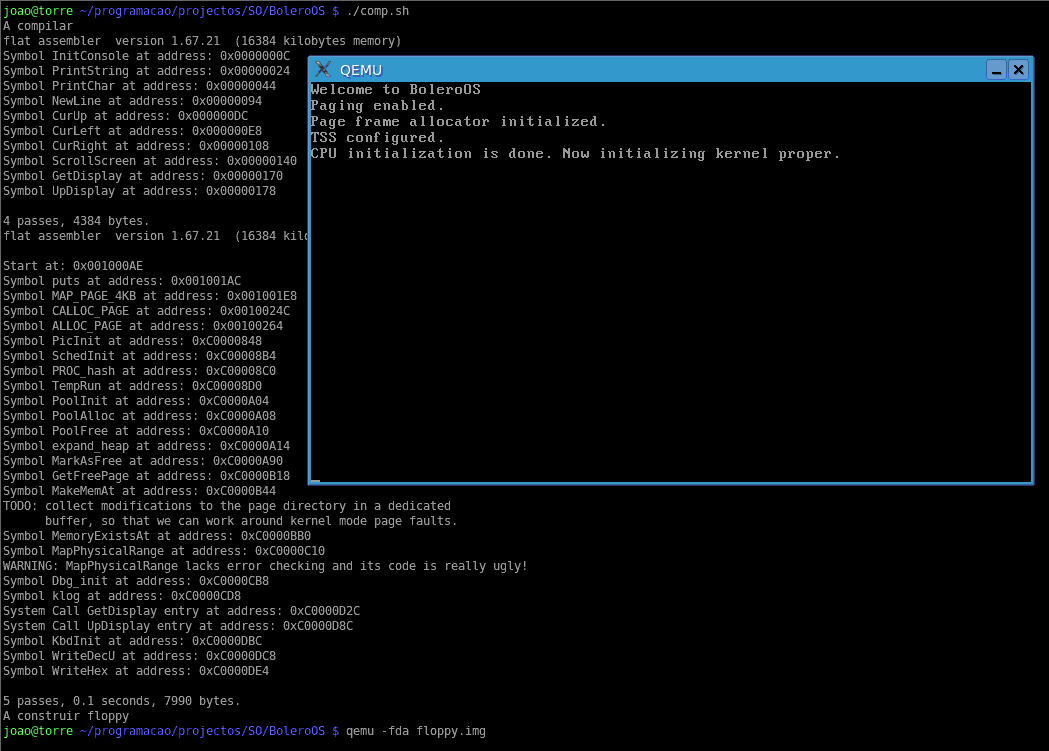 joao@torre ~/programacao/projectos/SO/BoleroOS $ ./comp.sh
A compilar
flat assembler  version 1.67.21  (16384 kilobytes memory)
Symbol InitConsole at address: 0x0000000C
Symbol PrintString at address: 0x00000024
Symbol PrintChar at address: 0x00000044
Symbol NewLine at address: 0x00000094
Symbol CurUp at address: 0x000000DC
Symbol CurLeft at address: 0x000000E8
Symbol CurRight at address: 0x00000108
Symbol ScrollScreen at address: 0x00000140
Symbol GetDisplay at address: 0x00000170
Symbol UpDisplay at address: 0x00000178
4 passes, 4384 bytes.
flat assembler  version 1.67.21  (16384 kilo
Start at: 0x001000AE
Symbol puts at address: 0x001001AC
Symbol MAP_PAGE_4KB at address: 0x001001E8
Symbol CALLOC_PAGE at address: 0x0010024C
Symbol ALLOC_PAGE at address: 0x00100264
Symbol PicInit at address: 0xC0000848
Symbol SchedInit at address: 0xC00008B4
Symbol PROC_hash at address: 0xC00008C0
Symbol TempRun at address: 0xC00008D0
Symbol PoolInit at address: 0xC0000A04
Symbol PoolAlloc at address: 0xC0000A08
Symbol PoolFree at address: 0xC0000A10
Symbol expand_heap at address: 0xC0000A14
Symbol MarkAsFree at address: 0xC0000A90
Symbol GetFreePage at address: 0xC0000B18
Symbol MakeMemAt at address: 0xC0000B44
TODO: collect modifications to the page directory in a dedicated
buffer, so that we can work around kernel mode page faults.
Symbol MemoryExistsAt at address: 0xC0000BB0
Symbol MapPhysicalRange at address: 0xC0000C10
WARNING: MapPhysicalRange lacks error checking and its code is really ugly!
Symbol Dbg_init at address: 0xC0000CB8
Symbol klog at address: 0xC0000CD8
System Call GetDisplay entry at address: 0xC0000D2C
System Call UpDisplay entry at address: 0xC0000D8C
Symbol KbdInit at address: 0xC0000DBC
Symbol WriteDecU at address: 0xC0000DC8
Symbol WriteHex at address: 0xC0000DE4
5 passes, 0.1 seconds, 7990 bytes.
A construir floppy
joao@torre ~/programacao/projectos/SO/BoleroOS $ qemu -fda floppy.img
QEMU
Welcome to BoleroOS
Paging enabled.
Page frame allocator initialized.
TSS configured.
CPU initialization is done. Now initializing kernel proper.